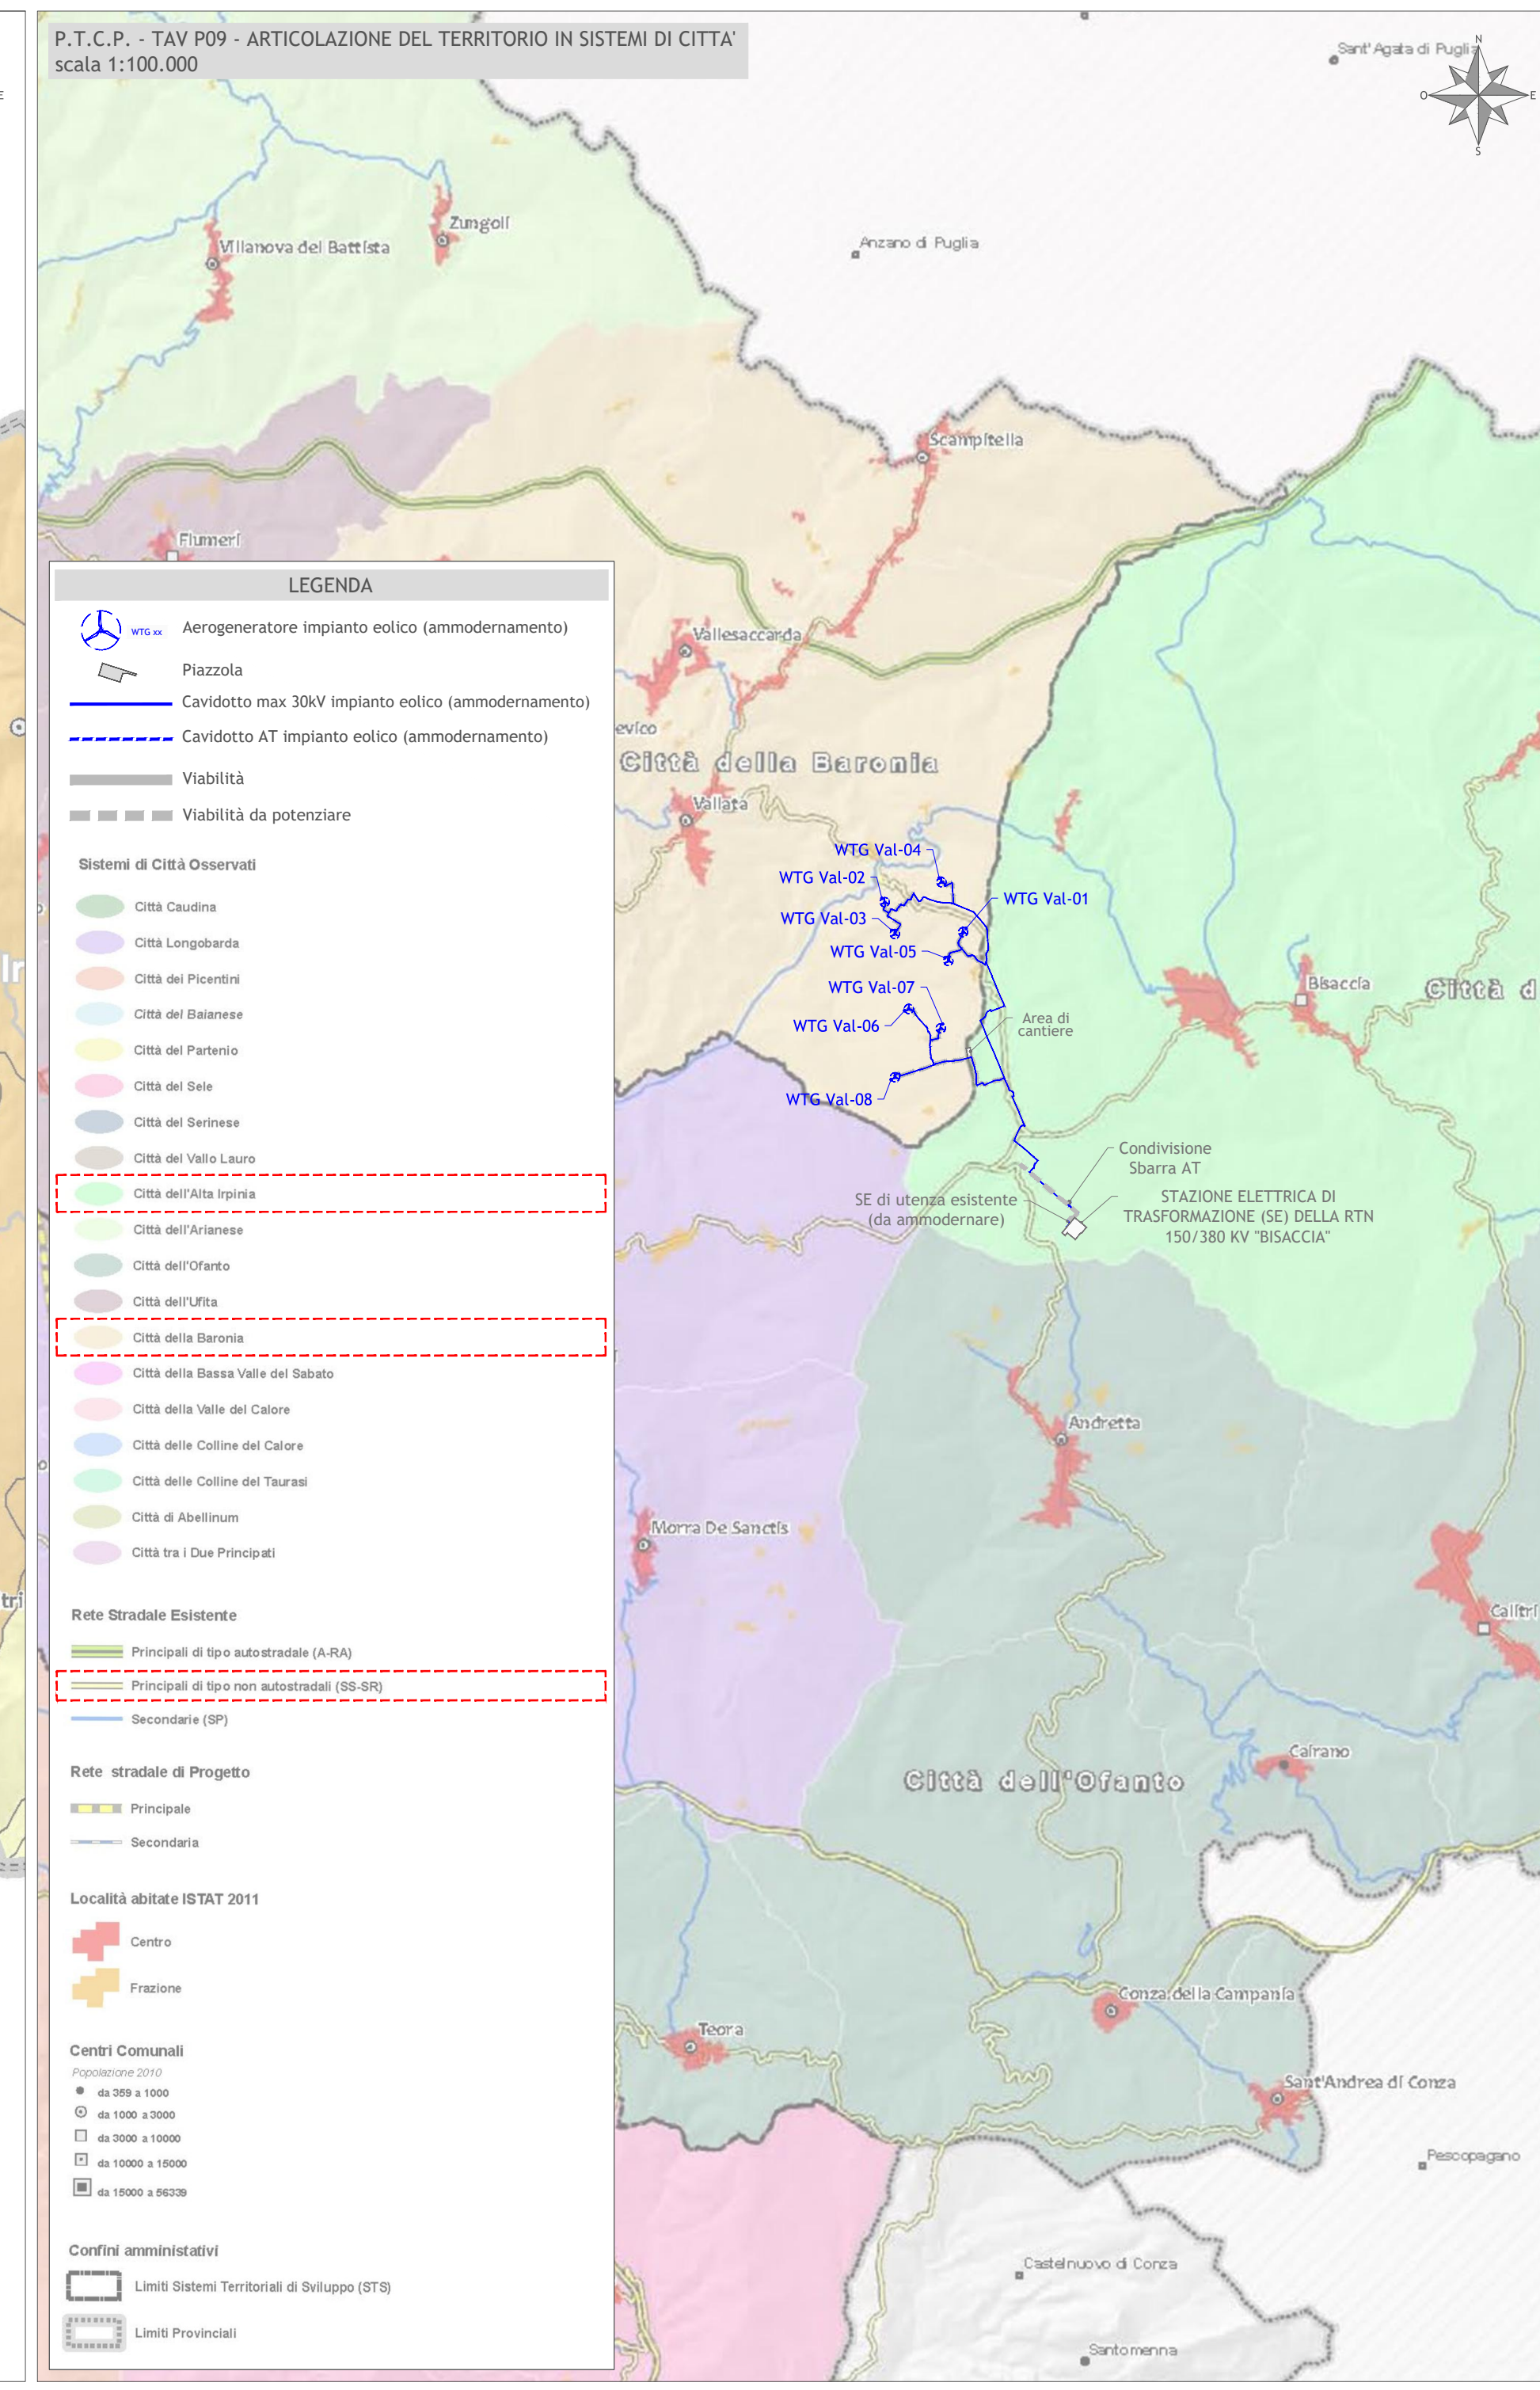 P.T.C.P. - TAV P09 - ARTICOLAZIONE DEL TERRITORIO IN SISTEMI DI CITTA'
scala 1:100.000
Sant'Agata di Puglia
N
O
E
S
E
Zungoli
Villanova del Battista
Anzano di Puglia
Scampitella
Flumeri
LEGENDA
WTG xx
Aerogeneratore impianto eolico (ammodernamento)
Piazzola
Cavidotto max 30kV impianto eolico (ammodernamento)
Cavidotto AT impianto eolico (ammodernamento)
Viabilità
Viabilità da potenziare
Sistemi di Città Osservati
Città Caudina
Città Longobarda
Città dei Picentini
Città del Baianese
Città del Partenio
Città del Sele
Città del Serinese
Città del Vallo Lauro
Città dell'Alta Irpinia
Città dell'Arianese
Città dell'Ofanto
Città dell'Ufita
Città della Baronia
Città della Bassa Valle del Sabato
Città della Valle del Calore
Città delle Colline del Calore
Città delle Colline del Taurasi
Città di Abellinum
Città tra i Due Principati
Rete Stradale Esistente
Principali di tipo autostradale (A-RA)
Principali di tipo non autostradali (SS-SR)
Secondarie (SP)
Rete stradale di Progetto
Principale
Secondaria
Località abitate ISTAT 2011
Centro
Frazione
Centri Comunali
Popolazione 2010
da 359 a 1000
da 1000 a 3000
da 3000 a 10000
da 10000 a 15000
da 15000 a 56339
Confini amministativi
Limiti Sistemi Territoriali di Sviluppo (STS)
Limiti Provinciali
Vallesaccarda
evico
Città della Baronia
Vallata
WTG Val-04
WTG Val-02
WTG Val-01
WTG Val-03
WTG Val-05
WTG Val-07
WTG Val-06
WTG Val-08
Area di
cantiere
Bisaccia
Città d
Condivisione
Sbarra AT
SE di utenza esistente
(da ammodernare)
STAZIONE ELETTRICA DI
TRASFORMAZIONE (SE) DELLA RTN
150/380 KV "BISACCIA"
Andretta
Morra De Sanctis
Calitri
Cairano
Città dell'Ofanto
Conza della Campania
Teora
Sant'Andrea di Conza
Pescopagano
Castelnuovo di Conza
Santomenna
Ir
tri